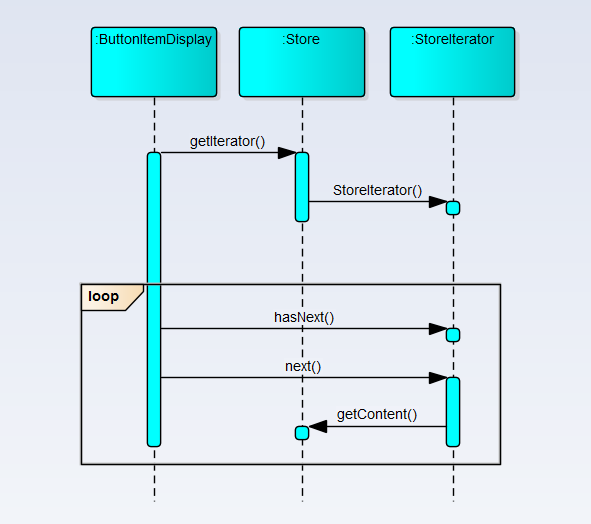 :ButtonItemDisplay
:Store
:StoreIterator
getIterator()
StoreIterator()
loop
hasNext()
next()
getContent()